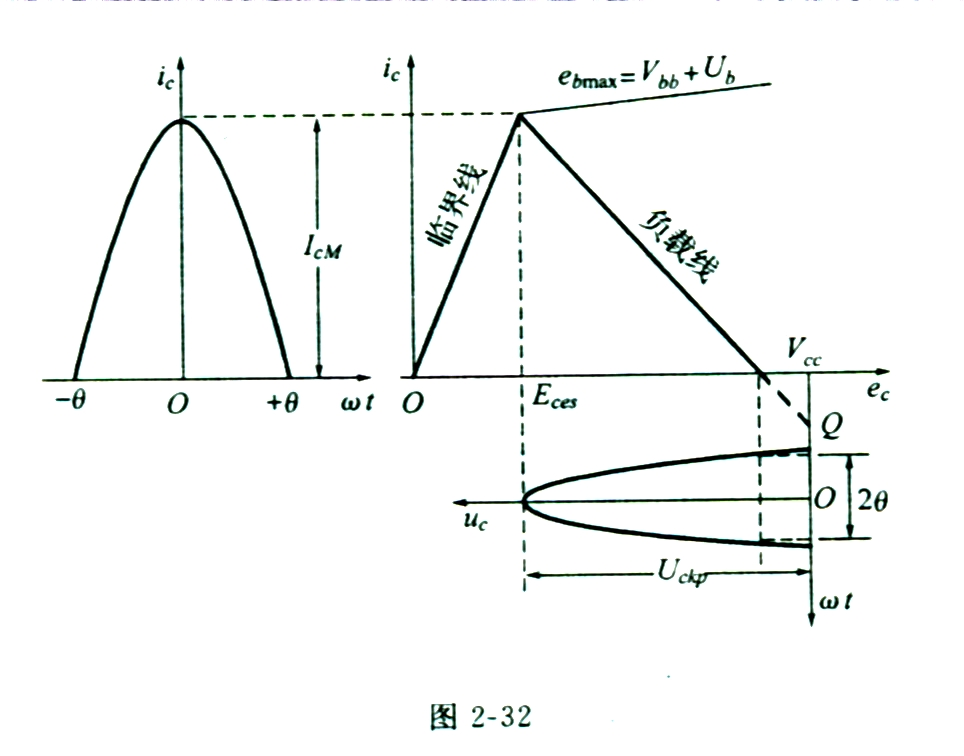 i_c
i_c
e_bmax = V_bb + U_b
临界线
负载线
I_cM
V_cc
-θ
O
+θ
ωt
O
E_ces
e_c
Q
O
2θ
u_c
U_ckp
ωt
图 2-32